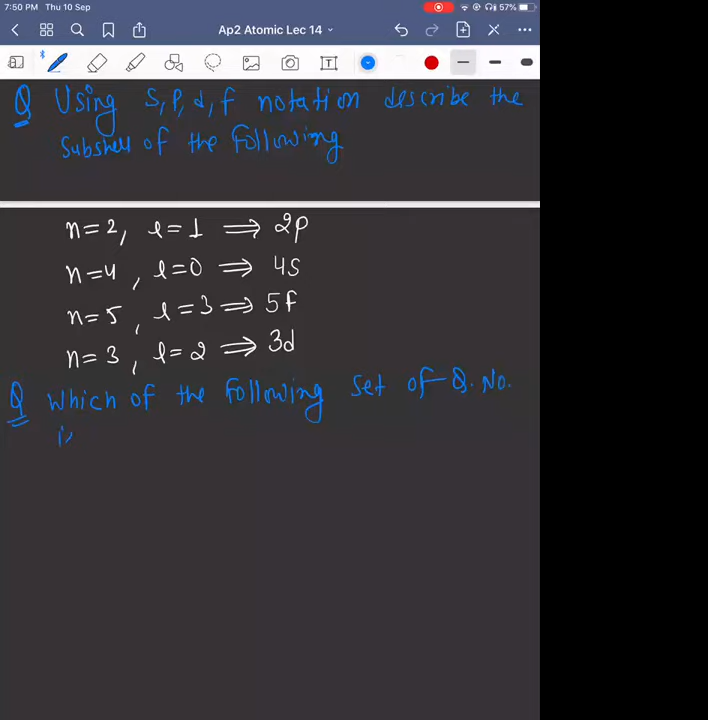 7:50 PM Thu 10 Sep 57%
Ap2 Atomic Lec 14
Q Using s, p, d, f notation describe the
subshell of the following
n=2, l=1 ⟹ 2p
n=4, l=0 ⟹ 4s
n=5, l=3 ⟹ 5f
n=3, l=2 ⟹ 3d
Q Which of the following set of Q. No.